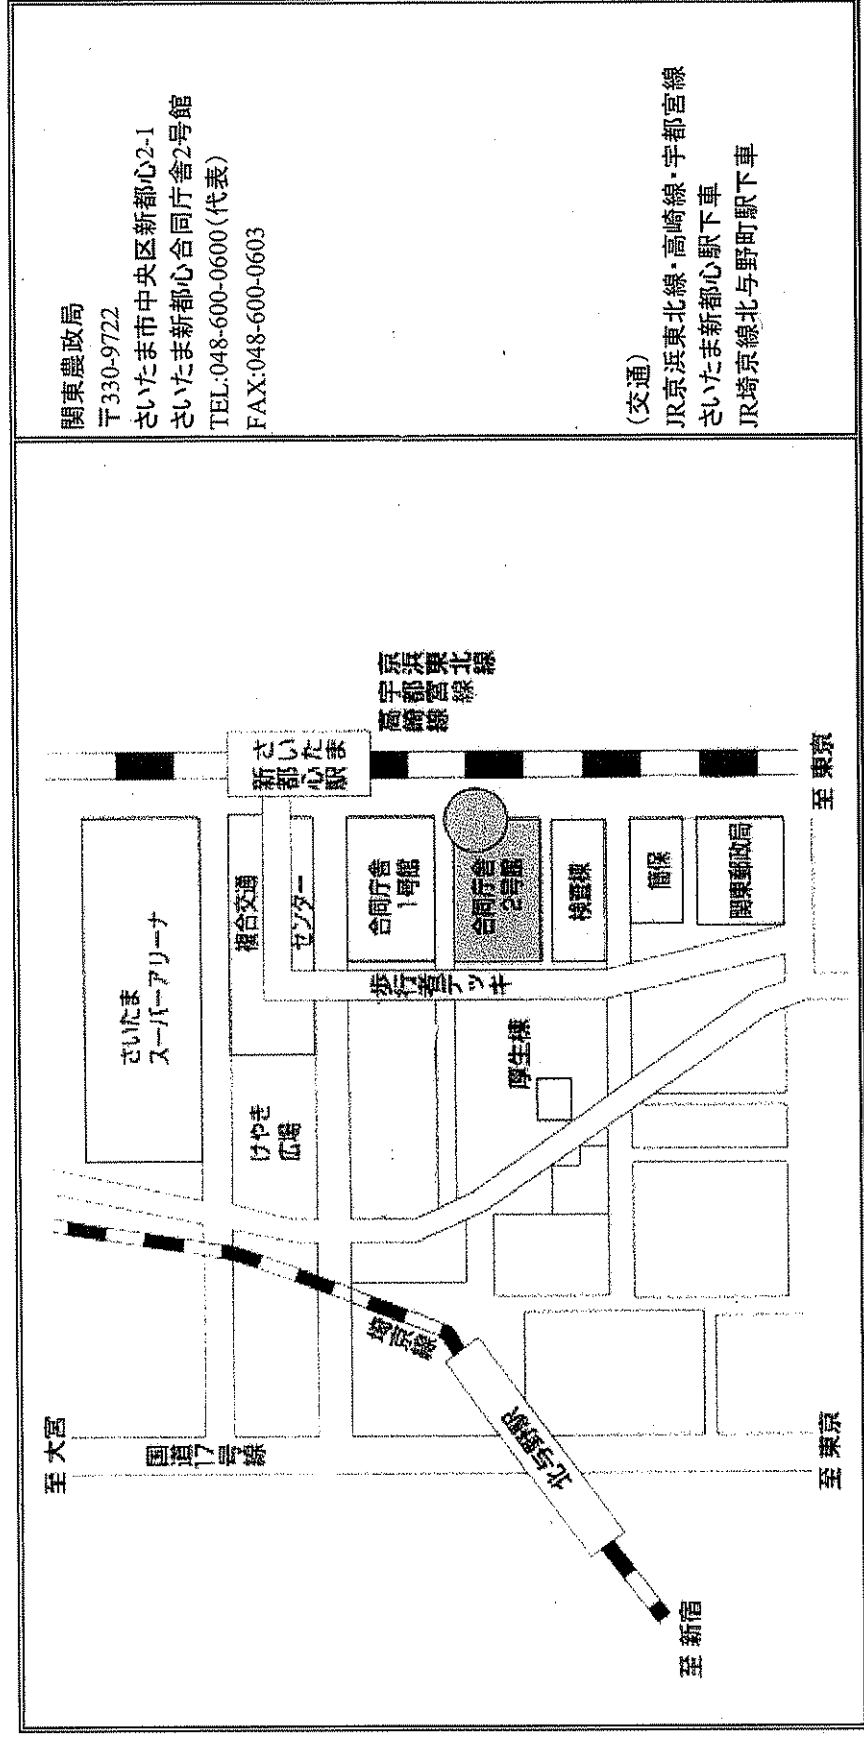 関東農政局
〒330-9722
さいたま市中央区新都心2-1
さいたま新都心合同庁舎2号館
TEL:048-600-0600(代表)
FAX:048-600-0603
(交通)
JR京浜東北線・高崎線・宇都宮線
さいたま新都心駅下車
JR埼京線北与野町駅下車
至 大宮
国道17号線
さいたま
スーパーアリーナ
けやき
広場
複合交通
センター
さいたま
新都心駅
京浜東北線
宇都宮線
高崎線
合同庁舎
1号館
合同庁舎
2号館
検査棟
簡保
関東郵政局
歩行者デッキ
厚生棟
埼京線
北与野駅
至 新宿
至 東京
至 東京